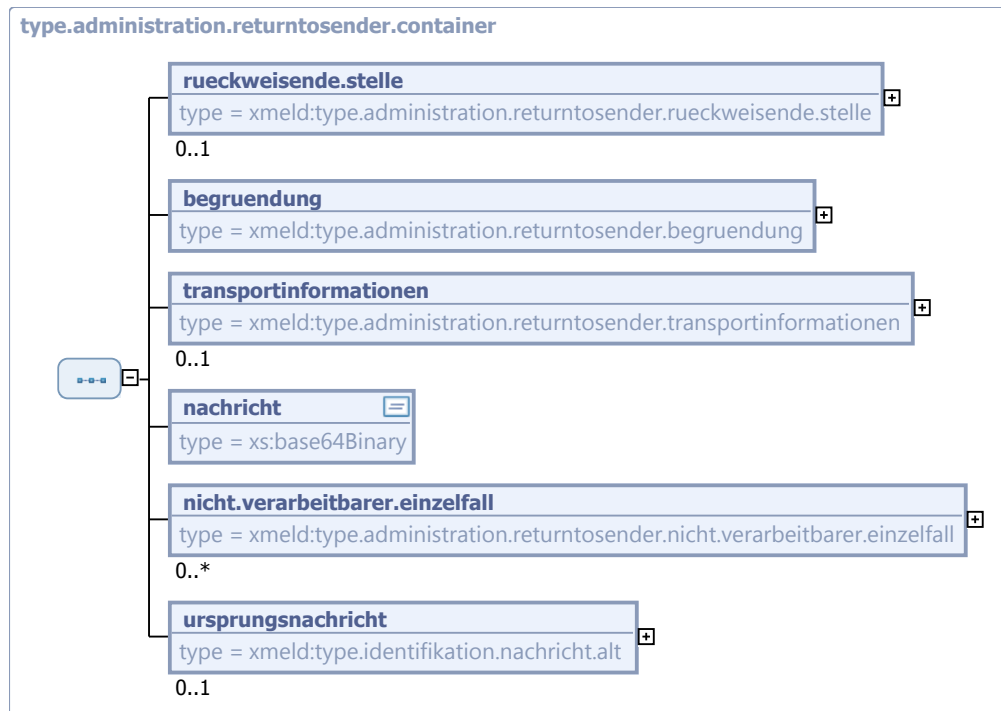 type.administration.returntosender.container
rueckweisende.stelle
type = xmeld:type.administration.returntosender.rueckweisende.stelle
0..1
begruendung
type = xmeld:type.administration.returntosender.begruendung
transportinformationen
type = xmeld:type.administration.returntosender.transportinformationen
0..1
nachricht
type = xs:base64Binary
nicht.verarbeitbarer.einzelfall
type = xmeld:type.administration.returntosender.nicht.verarbeitbarer.einzelfall
0..*
ursprungsnachricht
type = xmeld:type.identifikation.nachricht.alt
0..1